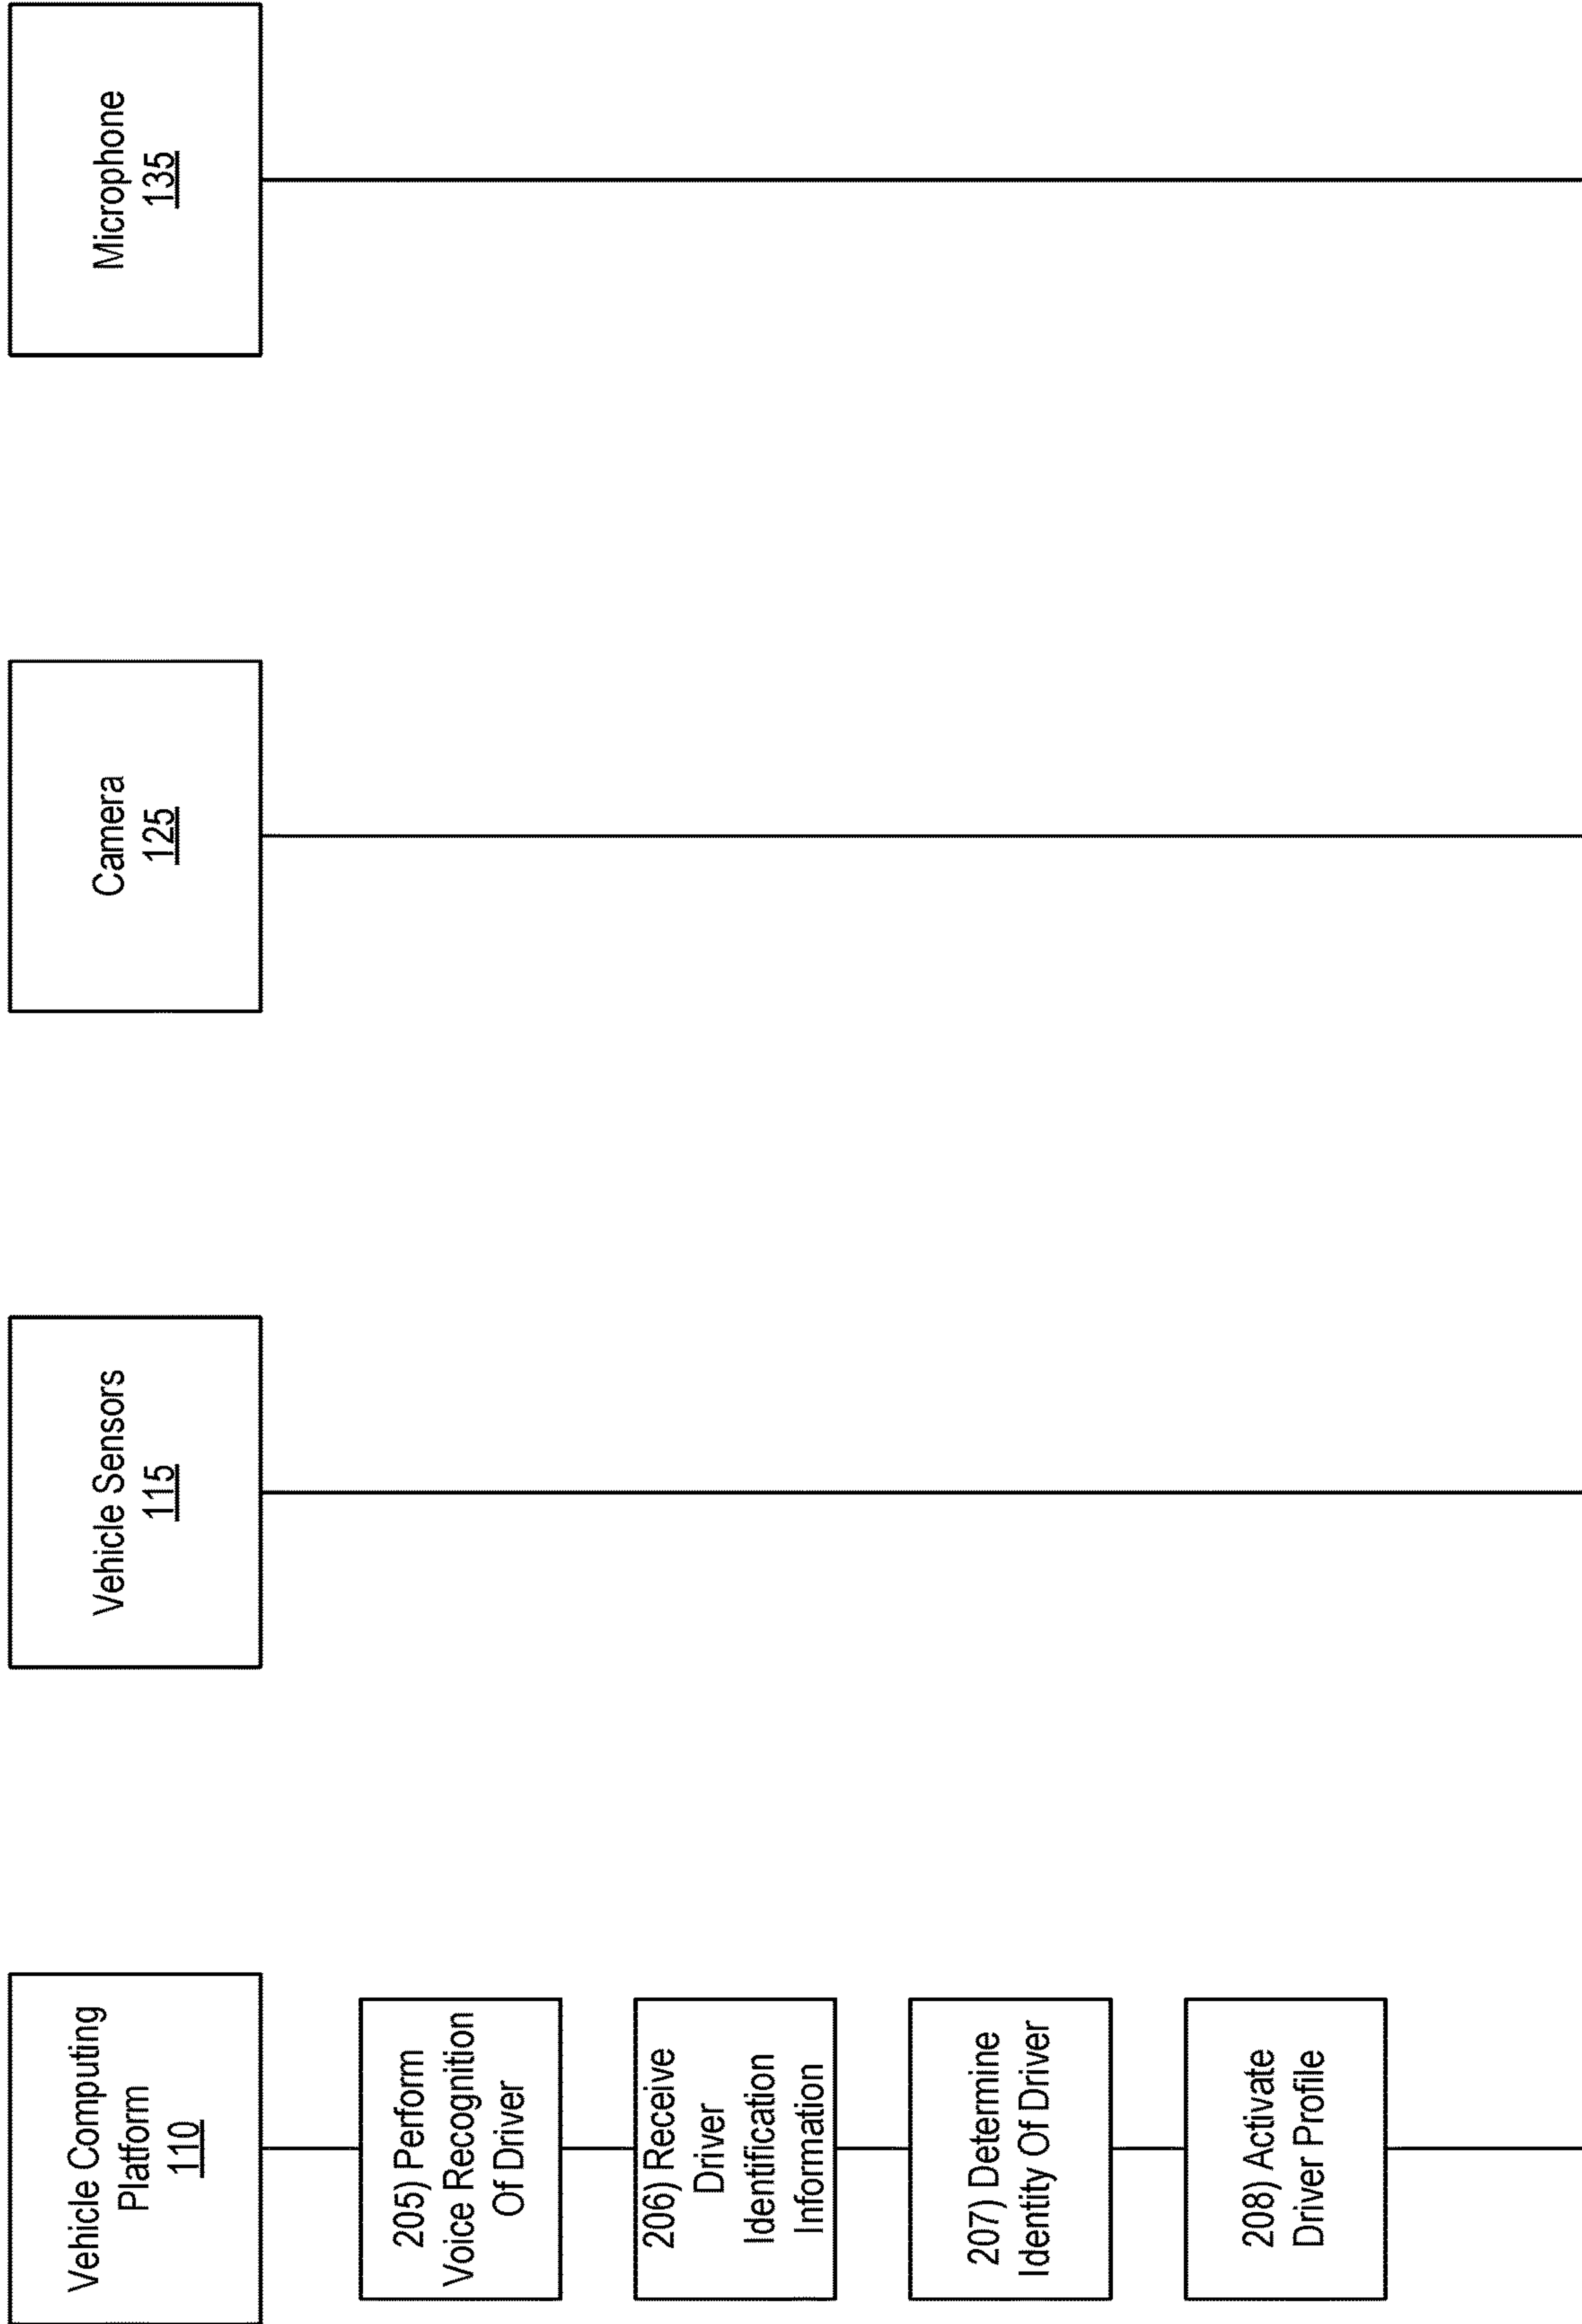 Vehicle Computing
Platform
110
Vehicle Sensors
115
Camera
125
Microphone
135
205) Perform
Voice Recognition
Of Driver
206) Receive
Driver
Identification
Information
207) Determine
Identity Of Driver
208) Activate
Driver Profile